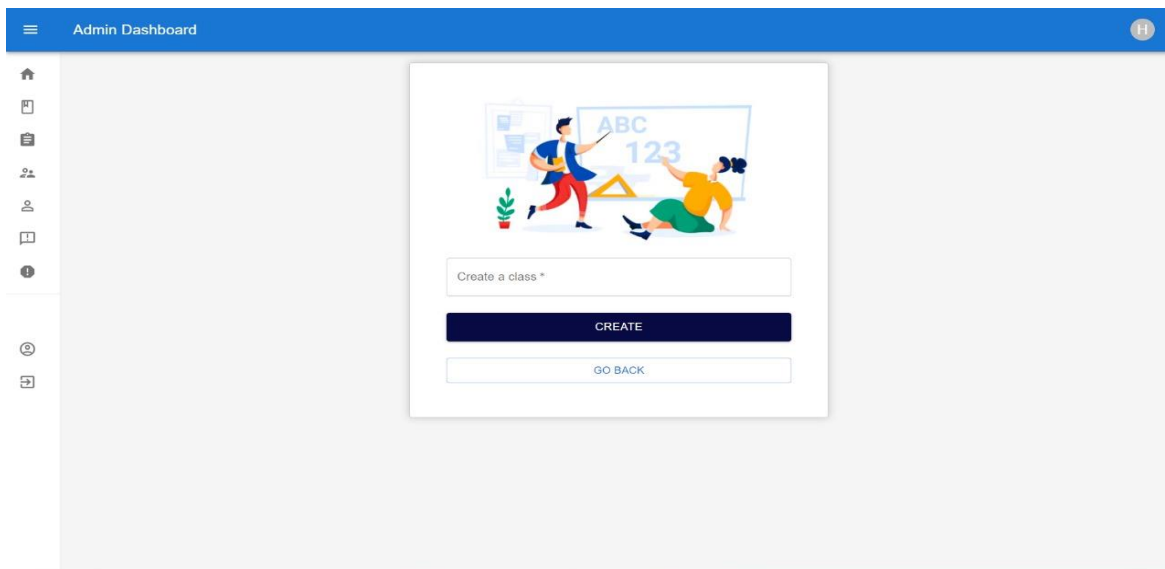 Admin Dashboard
H
ABC
123
Create a class *
CREATE
GO BACK